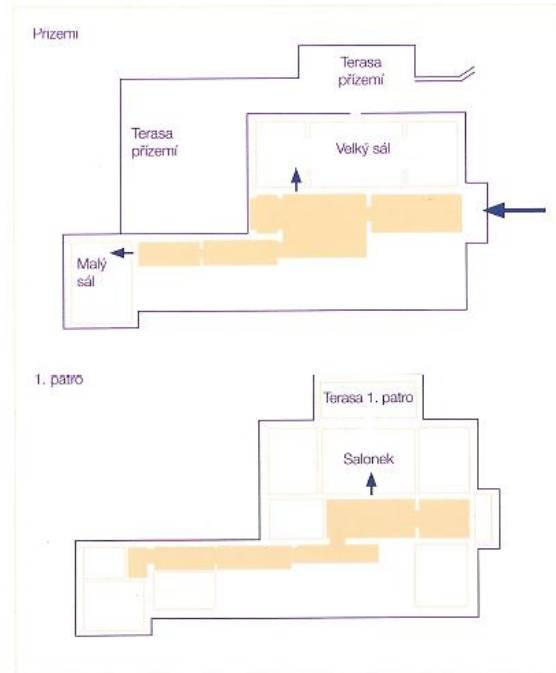 Přízemí
Terasa
přízemí
Terasa
přízemí
Velký sál
Malý
sál
1. patro
Terasa 1. patro
Salonek